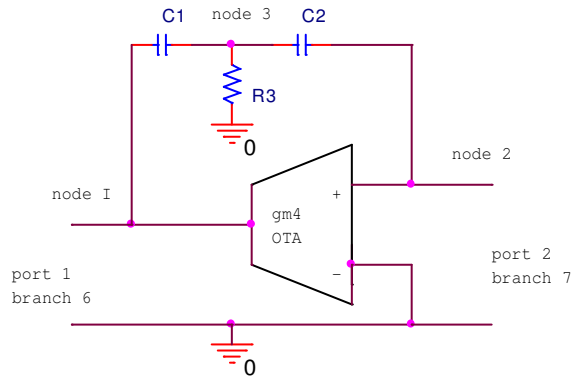 C1
node 3
C2
R3
0
node 2
node I
+
gm4
OTA
−
port 1
branch 6
port 2
branch 7
0